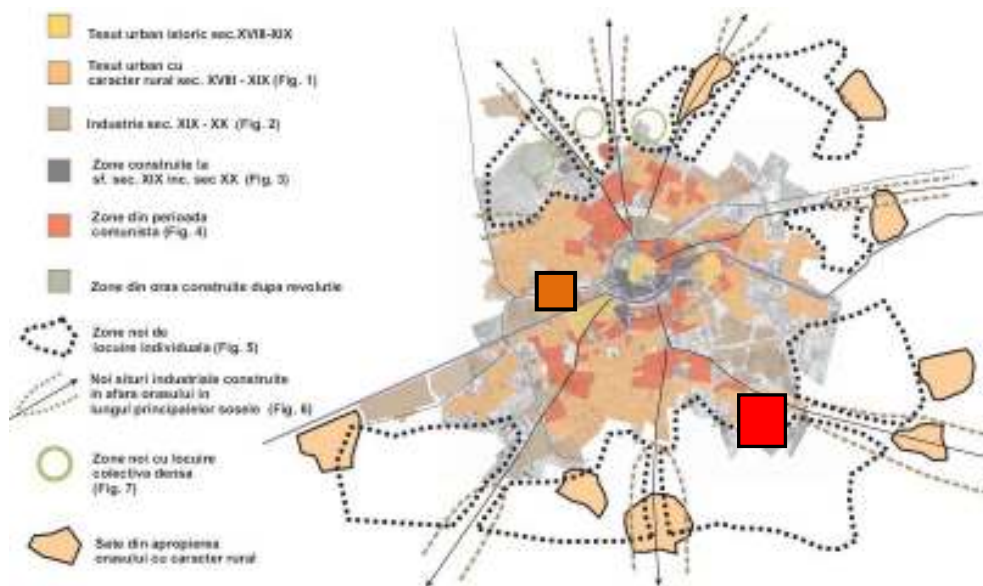 Tesut urban istoric sec.XVIII-XIX
Tesut urban cu
caracter rural sec. XVIII - XIX (Fig. 1)
Industrie sec. XIX - XX (Fig. 2)
Zone construite la
sf. sec. XIX inc. sec XX (Fig. 3)
Zone din perioada
comunista (Fig. 4)
Zone din oras construite dupa revolutie
Zone noi de
locuire individuala (Fig. 5)
Noi situri industriale construite
in afara orasului in
lungul principalelor sosele (Fig. 6)
Zone noi cu locuire
colectiva densa
(Fig. 7)
Sate din apropierea
orasului cu caracter rural